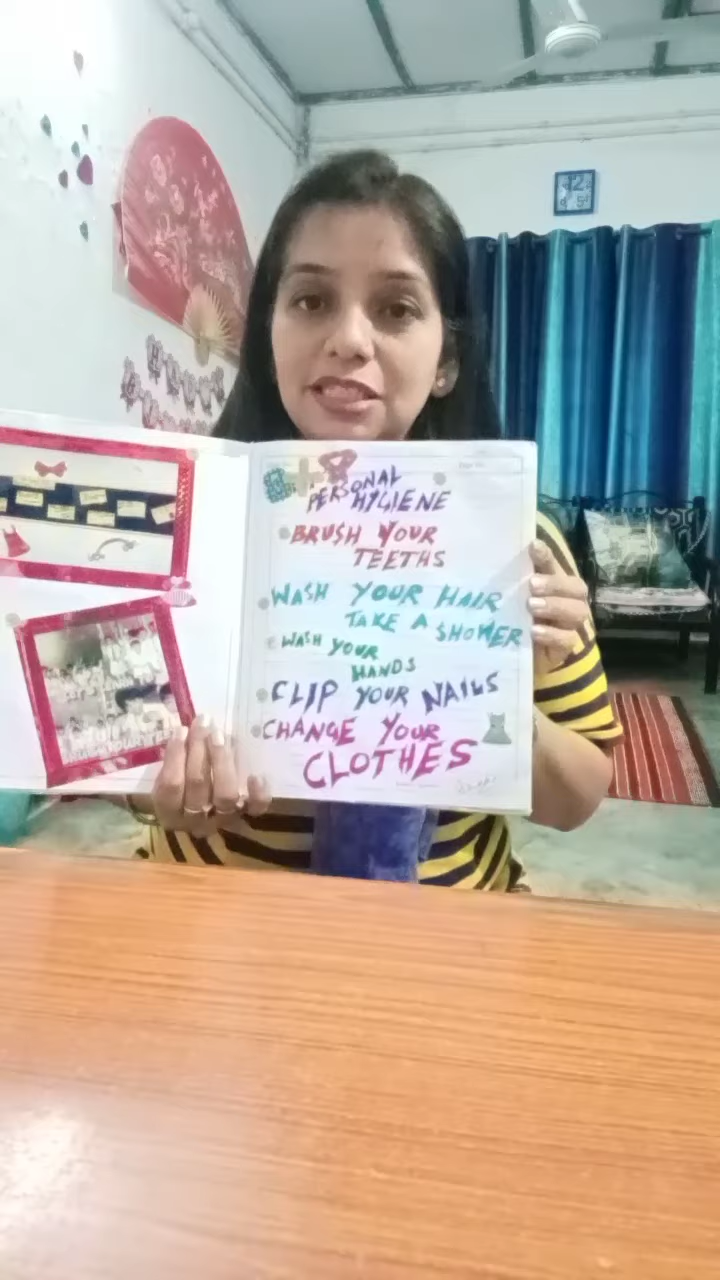 PERSONAL
HYGIENE
BRUSH YOUR
TEETHS
WASH YOUR HAIR
TAKE A SHOWER
WASH YOUR
HANDS
CLIP YOUR NAILS
CHANGE YOUR
CLOTHES
12